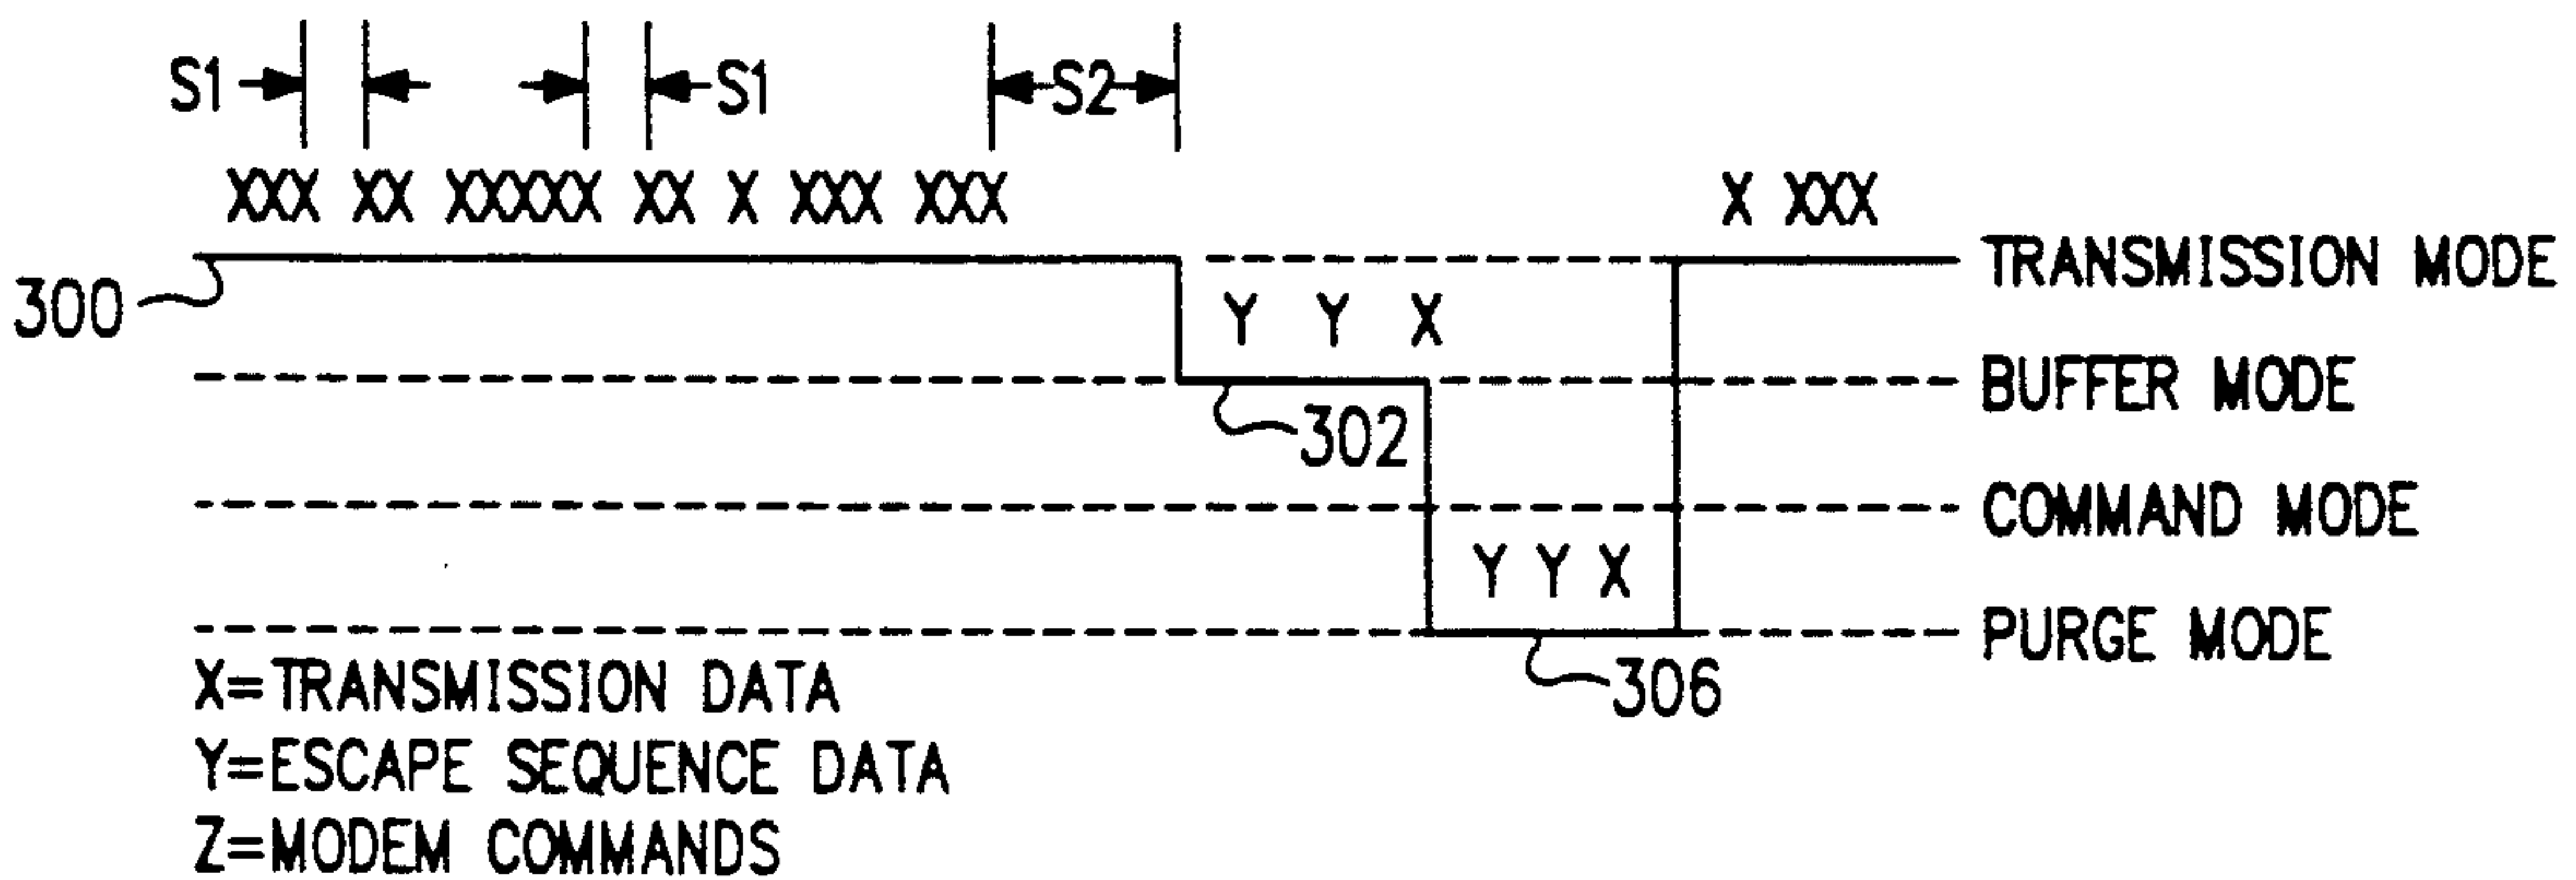 S1 S1 S2
XXX XX XXXXX XX X XXX XXX X XXX
TRANSMISSION MODE
300
Y Y X
BUFFER MODE
302
COMMAND MODE
Y Y X
PURGE MODE
306
X=TRANSMISSION DATA
Y=ESCAPE SEQUENCE DATA
Z=MODEM COMMANDS